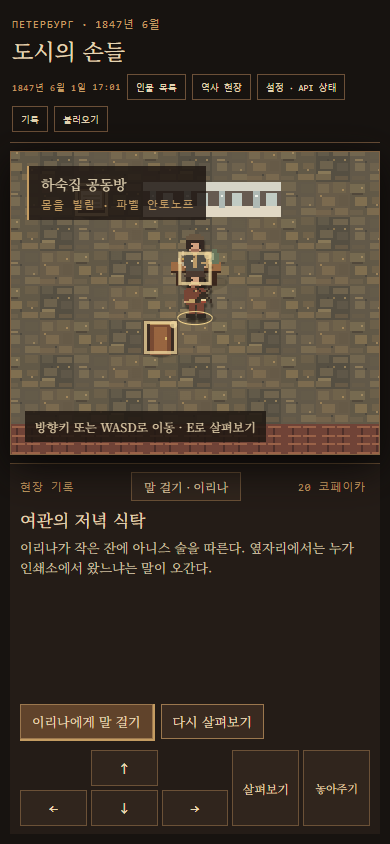 ПЕТЕРБУРГ · 1847년 6월
도시의 손들
1847년 6월 1일 17:01 인물 목록 역사 현장 설정 · API 상태
기록 불러오기
하숙집 공동방
몸을 빌림 · 파벨 안토노프
방향키 또는 WASD로 이동 · E로 살펴보기
현장 기록 말 걸기 · 이리나 20 코페이카
여관의 저녁 식탁
이리나가 작은 잔에 아니스 술을 따른다. 옆자리에서는 누가
인쇄소에서 왔느냐는 말이 오간다.
이리나에게 말 걸기 다시 살펴보기
↑
← ↓ → 살펴보기 놓아주기